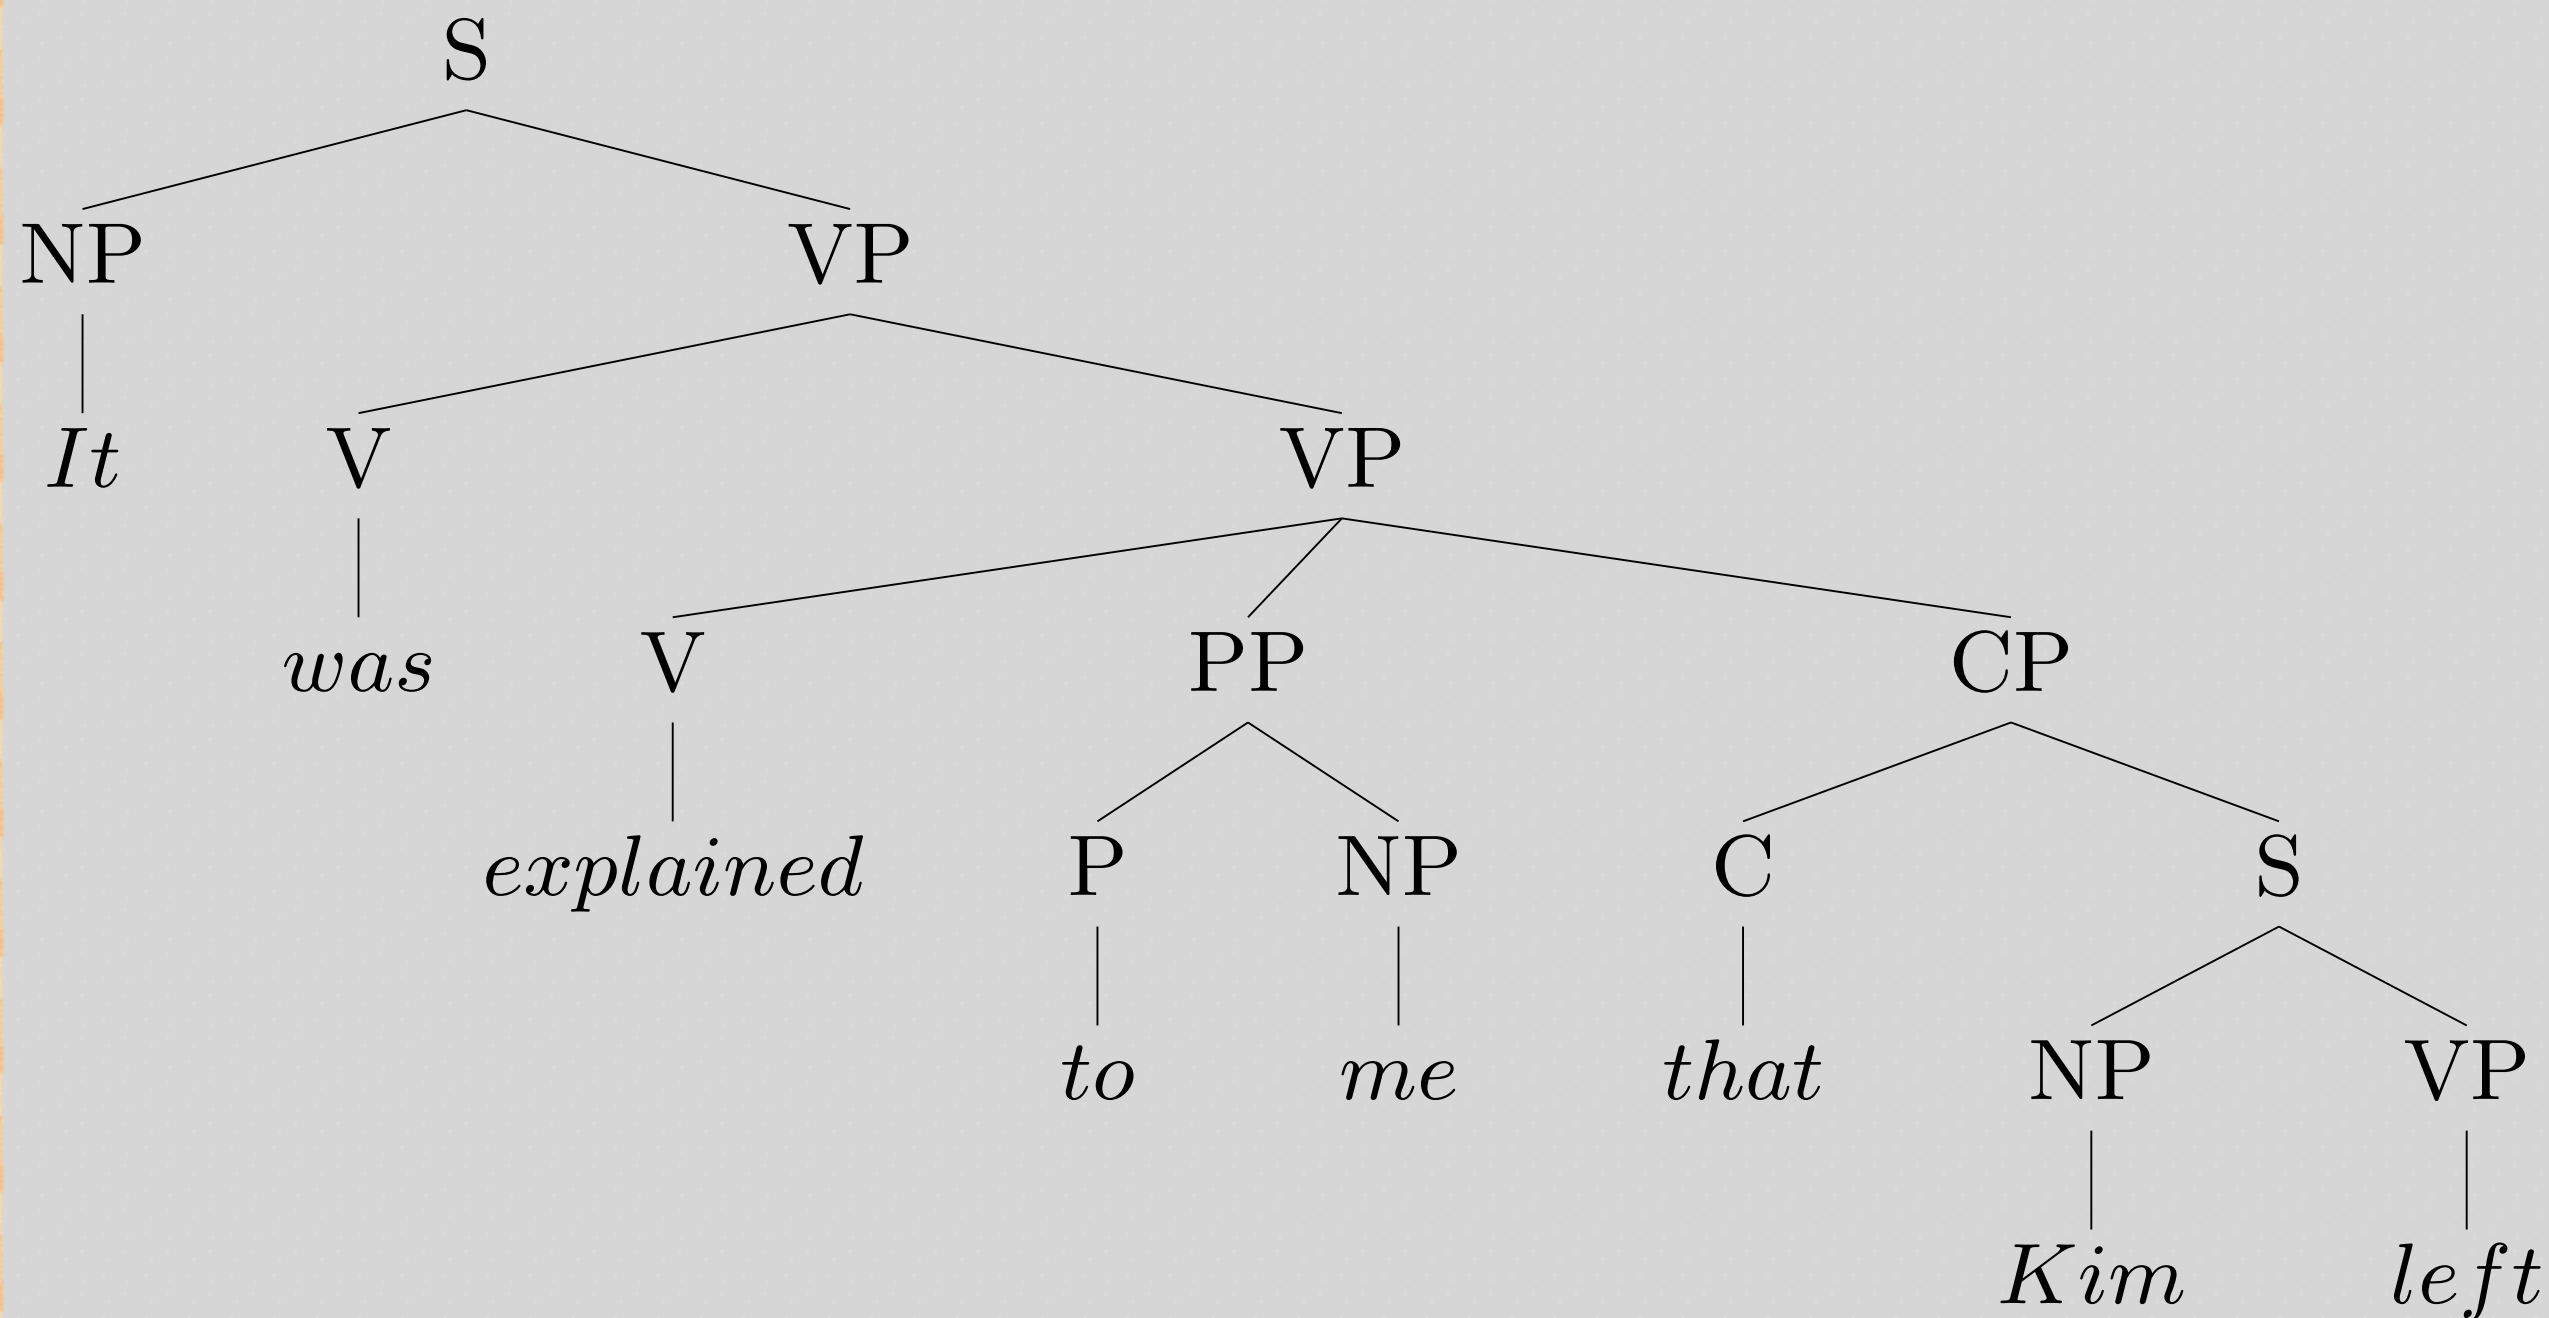 S
NP VP
It V VP
was V PP CP
explained P NP C S
to me that NP VP
Kim left